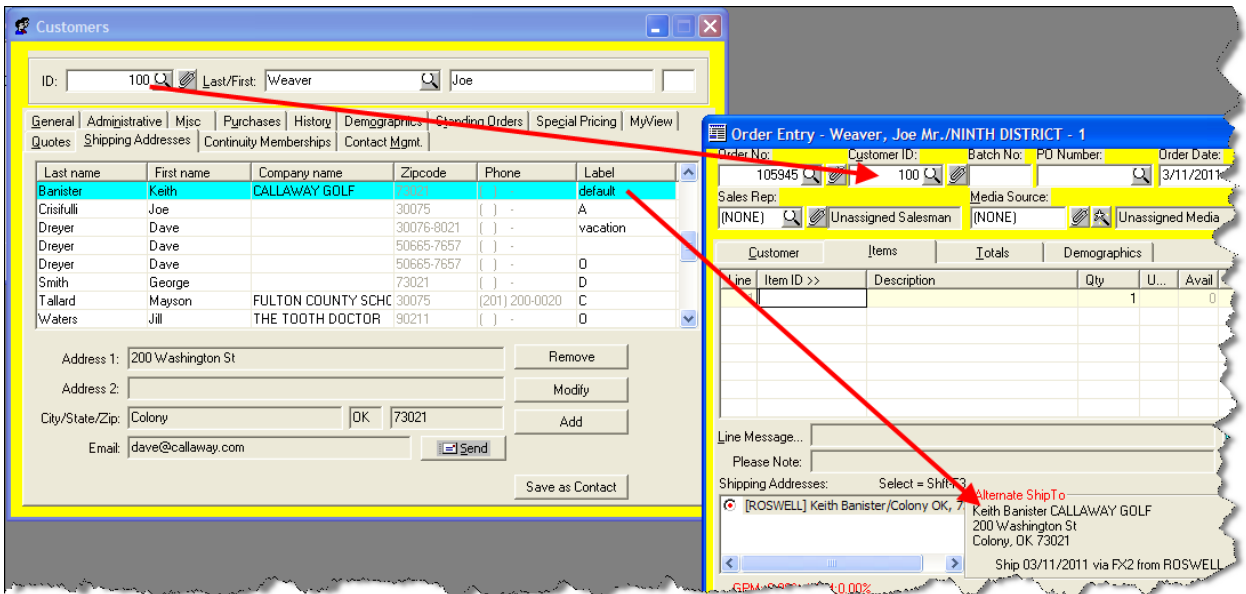 Customers
ID: 100 Last/First: Weaver Joe
General Administrative Misc Purchases History Demographics Standing Orders Special Pricing MyView
Quotes Shipping Addresses Continuity Memberships Contact Mgmt.
Last name First name Company name Zipcode Phone Label
Banister Keith CALLAWAY GOLF 73021 ( ) default
Crisifulli Joe 30075 ( ) - A
Dreyer Dave 30076-8021 ( ) - vacation
Dreyer Dave 50665-7657 ( ) -
Dreyer Dave 50665-7657 ( ) - O
Smith George 73021 ( ) - D
Tallard Mayson FULTON COUNTY SCHC 30075 (201) 200-0020 C
Waters Jill THE TOOTH DOCTOR 90211 ( ) - O
Address 1: 200 Washington St
Remove
Address 2:
Modify
City/State/Zip: Colony OK 73021
Add
Email: dave@callaway.com Send
Save as Contact
Order Entry - Weaver, Joe Mr./NINTH DISTRICT - 1
Order No: Customer ID: Batch No: PO Number: Order Date:
105945 100 3/11/2011
Sales Rep: Media Source:
(NONE) Unassigned Salesman (NONE) Unassigned Media
Customer Items Totals Demographics
Line Item ID >> Description Qty U... Avail
1 1 0
Line Message...
Please Note:
Shipping Addresses: Select = Shft-F3
[ROSWELL] Keith Banister/Colony OK, 7
Alternate ShipTo
Keith Banister CALLAWAY GOLF
200 Washington St
Colony, OK 73021
Ship 03/11/2011 via FX2 from ROSWELL